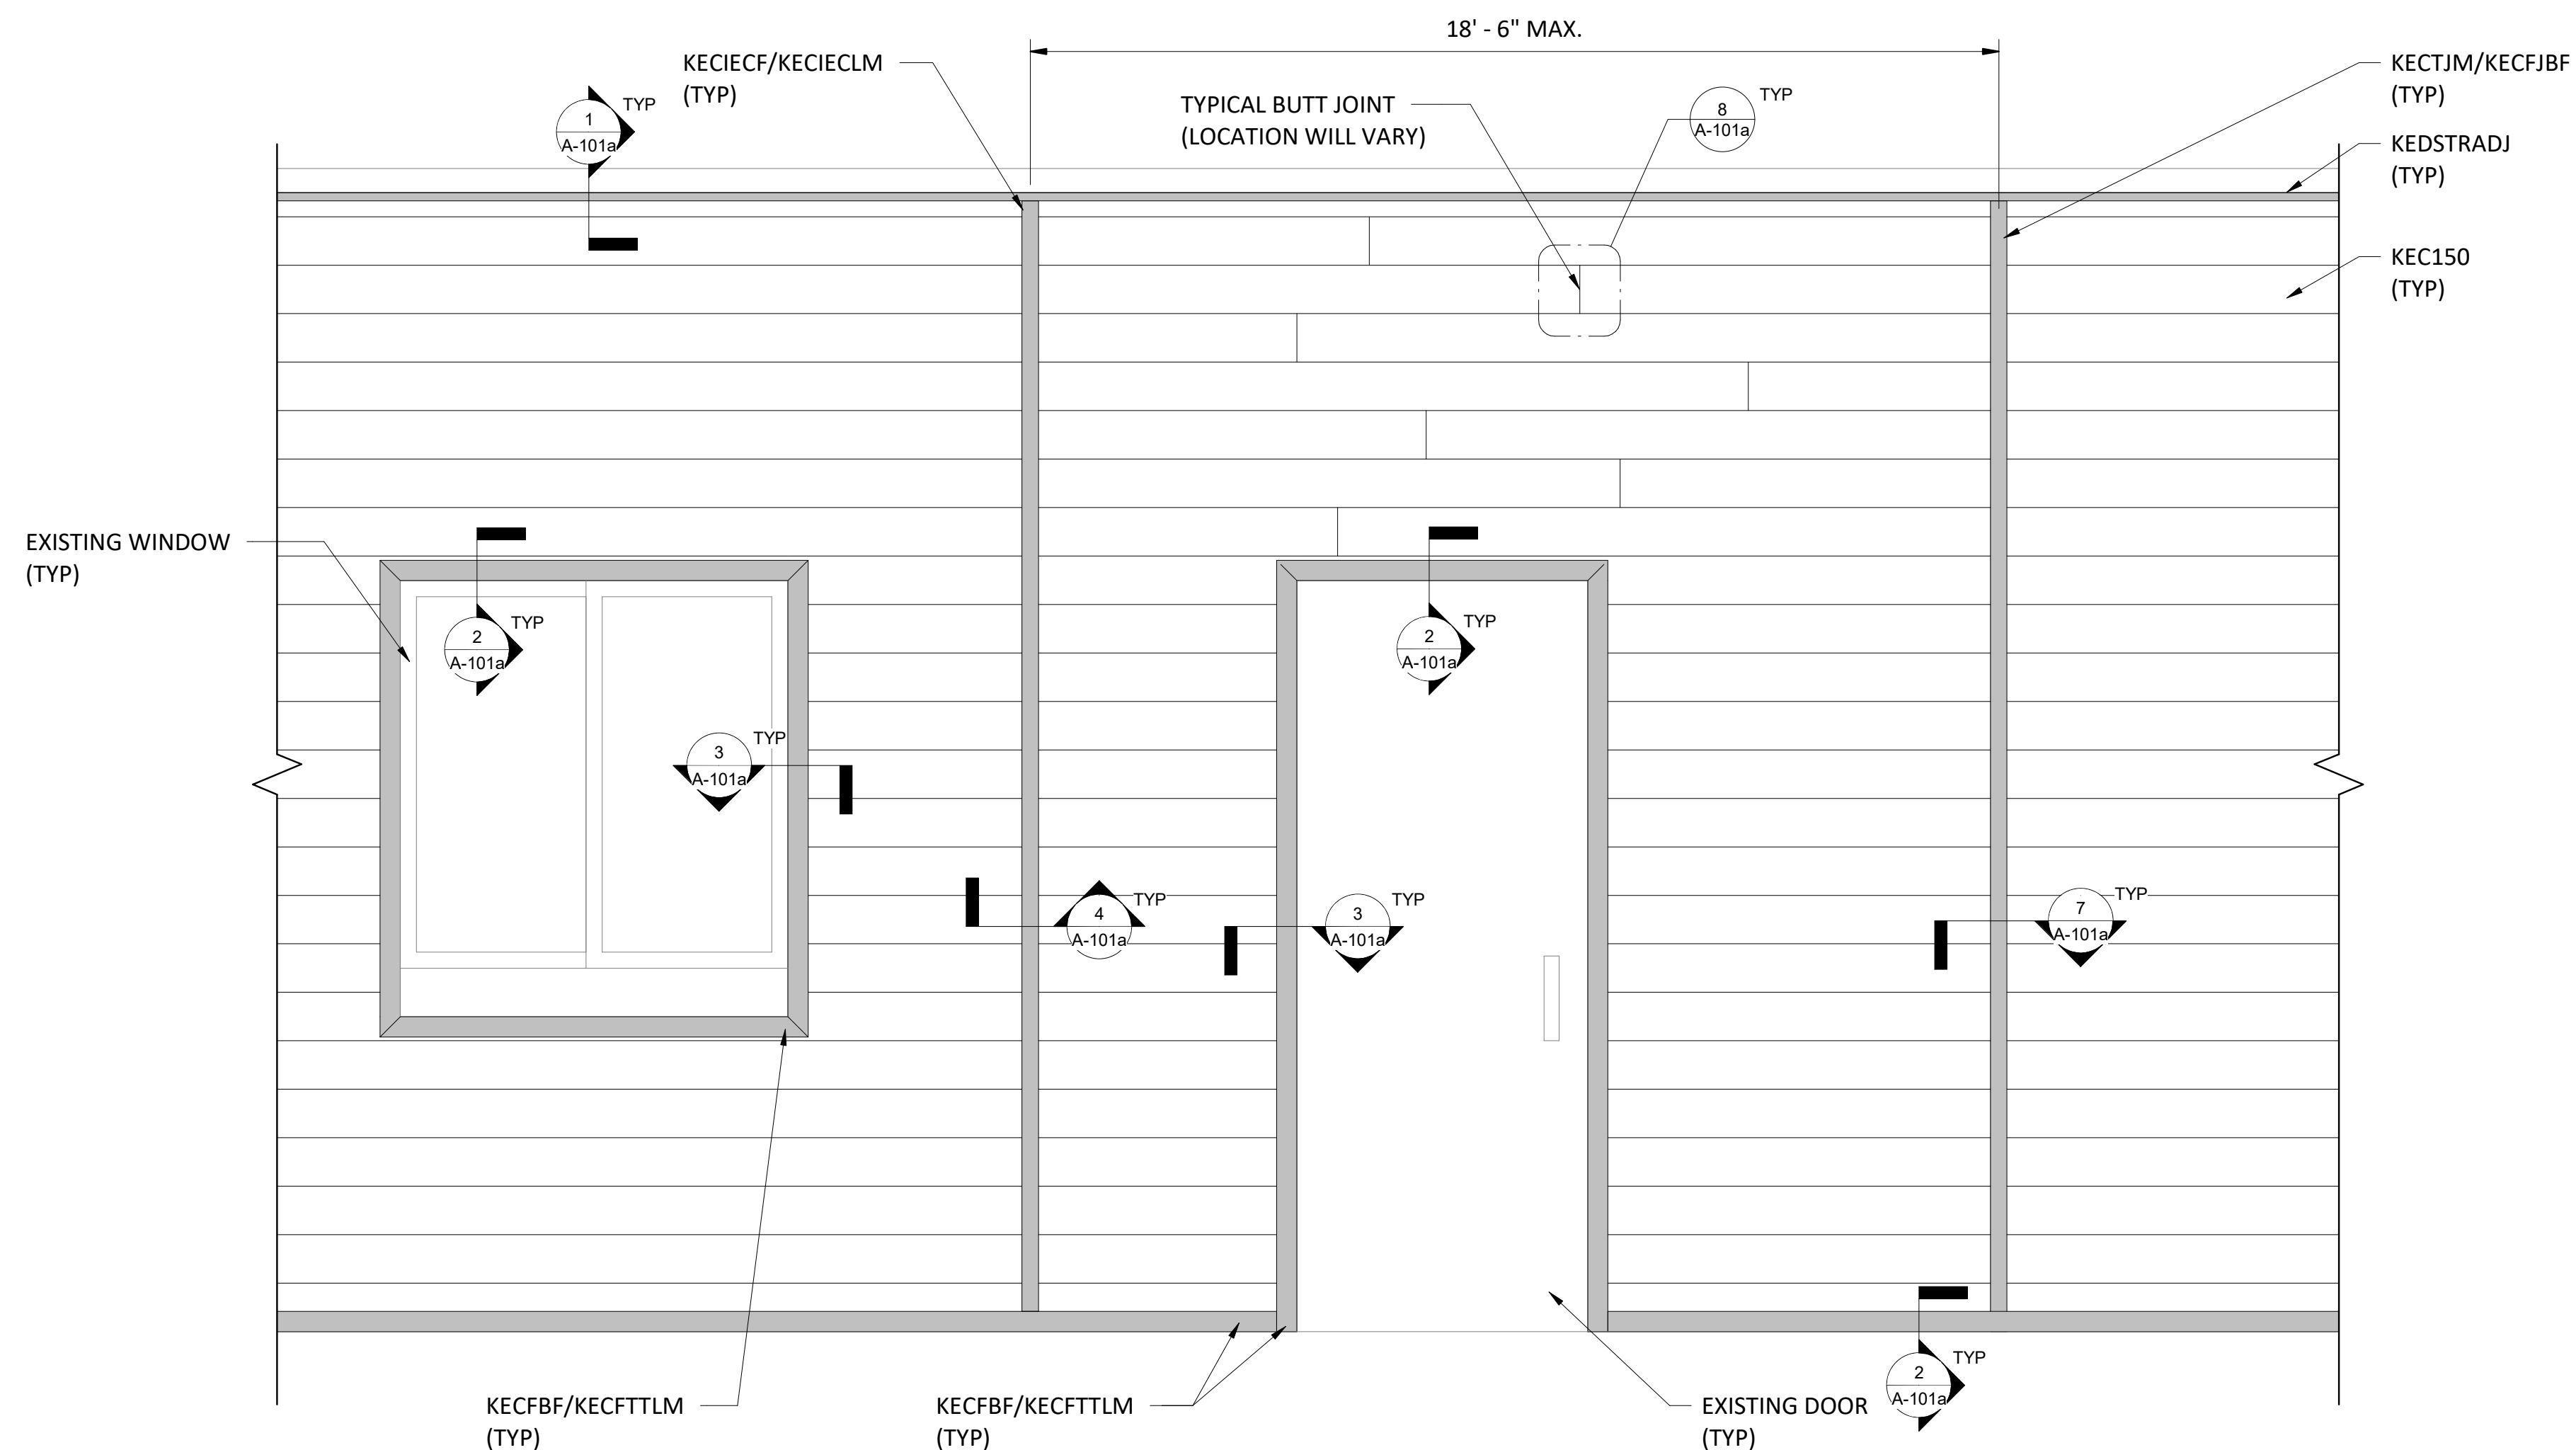 18' - 6" MAX.
KECIECF/KECIECLM
(TYP)
KECTJM/KECFJBF
(TYP)
1
A-101a
TYP
TYPICAL BUTT JOINT
(LOCATION WILL VARY)
8
A-101a
TYP
KEDSTRADJ
(TYP)
KEC150
(TYP)
EXISTING WINDOW
(TYP)
2
A-101a
TYP
2
A-101a
TYP
3
A-101a
TYP
4
A-101a
TYP
3
A-101a
TYP
7
A-101a
TYP
2
A-101a
TYP
KECFBF/KECFTTLM
(TYP)
KECFBF/KECFTTLM
(TYP)
EXISTING DOOR
(TYP)